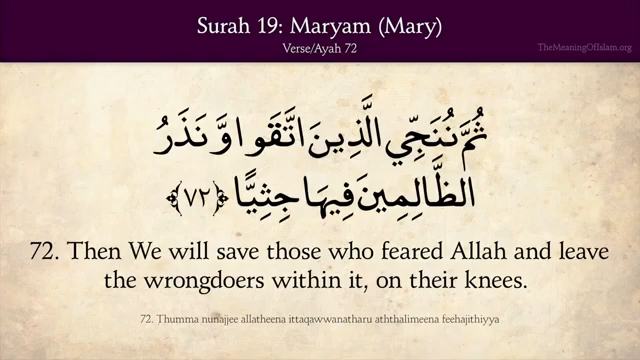 Surah 19: Maryam (Mary)
Verse/Ayah 72
TheMeaningOfIslam.org
ثُمَّ نُنَجِّي الَّذِينَ اتَّقَوا وَّنَذَرُ
الظَّالِمِينَ فِيهَا جِثِيًّا ﴿٧٢﴾
72. Then We will save those who feared Allah and leave
the wrongdoers within it, on their knees.
72. Thumma nunajjee allatheena ittaqawwanatharu aththalimeena feehajithiyya